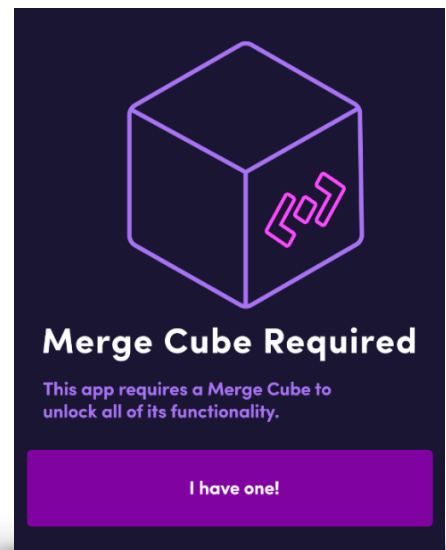 Merge Cube Required
This app requires a Merge Cube to
unlock all of its functionality.
I have one!